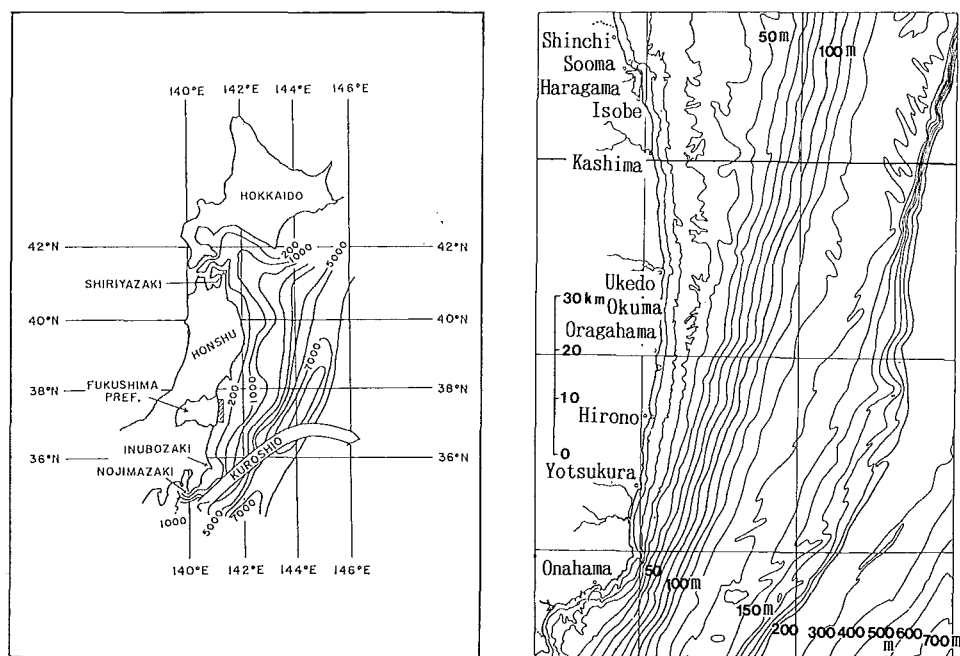 140°E 142°E 144°E 146°E
HOKKAIDO
42°N 200 1000 5000 42°N
SHIRIYAZAKI
40°N 40°N
HONSHU
7000
38°N 38°N
FUKUSHIMA
PREF.
200
1000
INUBOZAKI
KUROSHIO
36°N 36°N
NOJIMAZAKI
1000
5000
7000
140°E 142°E 144°E 146°E
50m
100m
Shinchi
Sooma
Haragama
Isobe
Kashima
Ukedo
30km Okuma
Oragahama
20
10
Hirono
0
Yotsukura
Onahama
50
100m
150m
200 300 400 500 600 700m
m